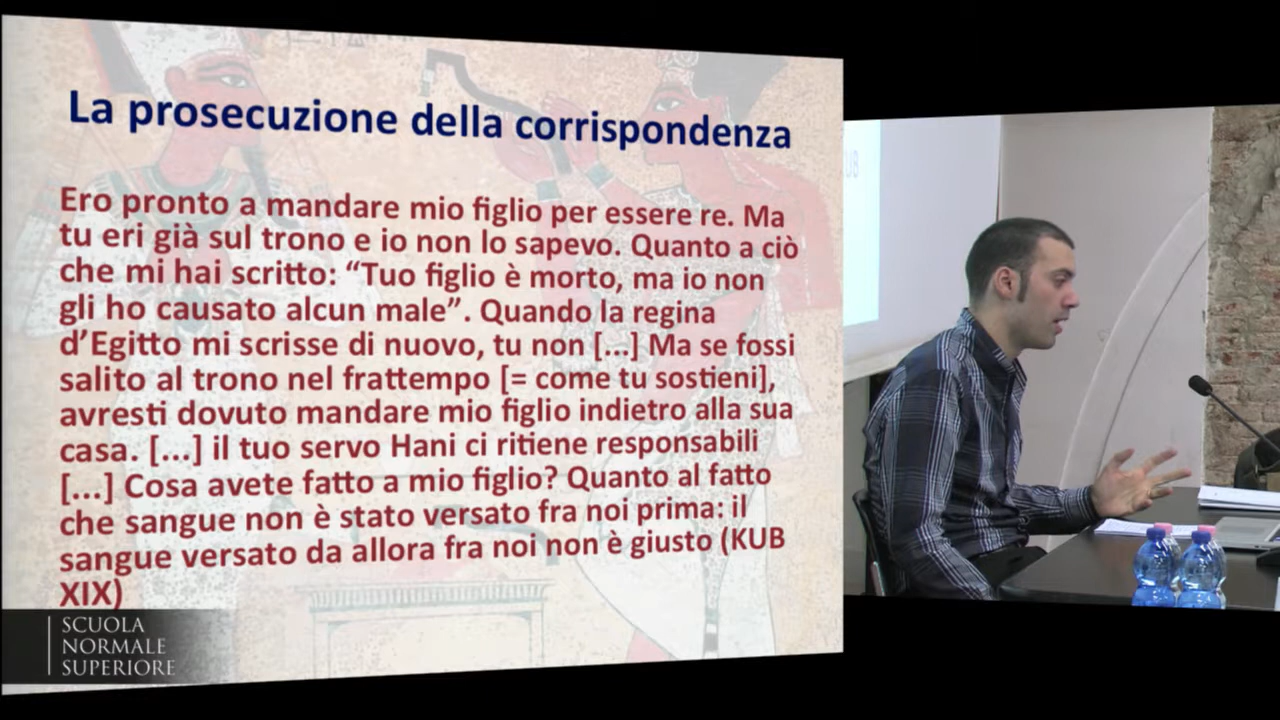 La prosecuzione della corrispondenza
Ero pronto a mandare mio figlio per essere re. Ma
tu eri già sul trono e io non lo sapevo. Quanto a ciò
che mi hai scritto: “Tuo figlio è morto, ma io non
gli ho causato alcun male”. Quando la regina
d’Egitto mi scrisse di nuovo, tu non [...] Ma se fossi
salito al trono nel frattempo [= come tu sostieni],
avresti dovuto mandare mio figlio indietro alla sua
casa. [...] il tuo servo Hani ci ritiene responsabili
[...] Cosa avete fatto a mio figlio? Quanto al fatto
che sangue non è stato versato fra noi prima: il
sangue versato da allora fra noi non è giusto (KUB
XIX)
SCUOLA
NORMALE
SUPERIORE
UB